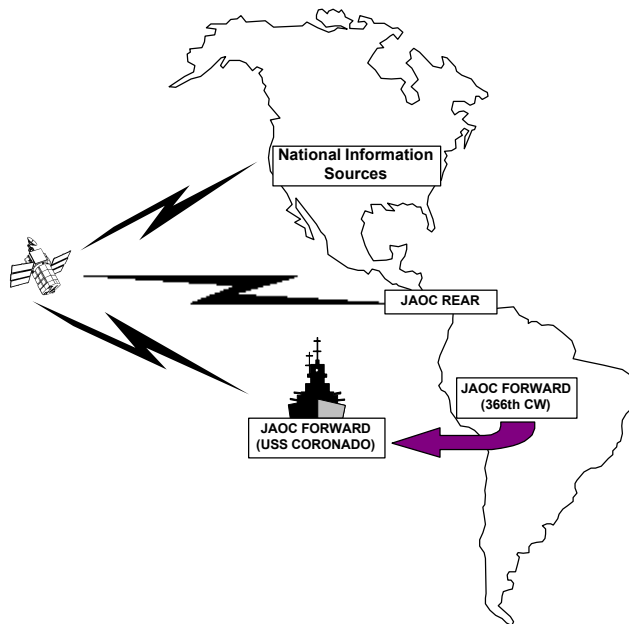 National Information
Sources
JAOC REAR
JAOC FORWARD
(366th CW)
JAOC FORWARD
(USS CORONADO)